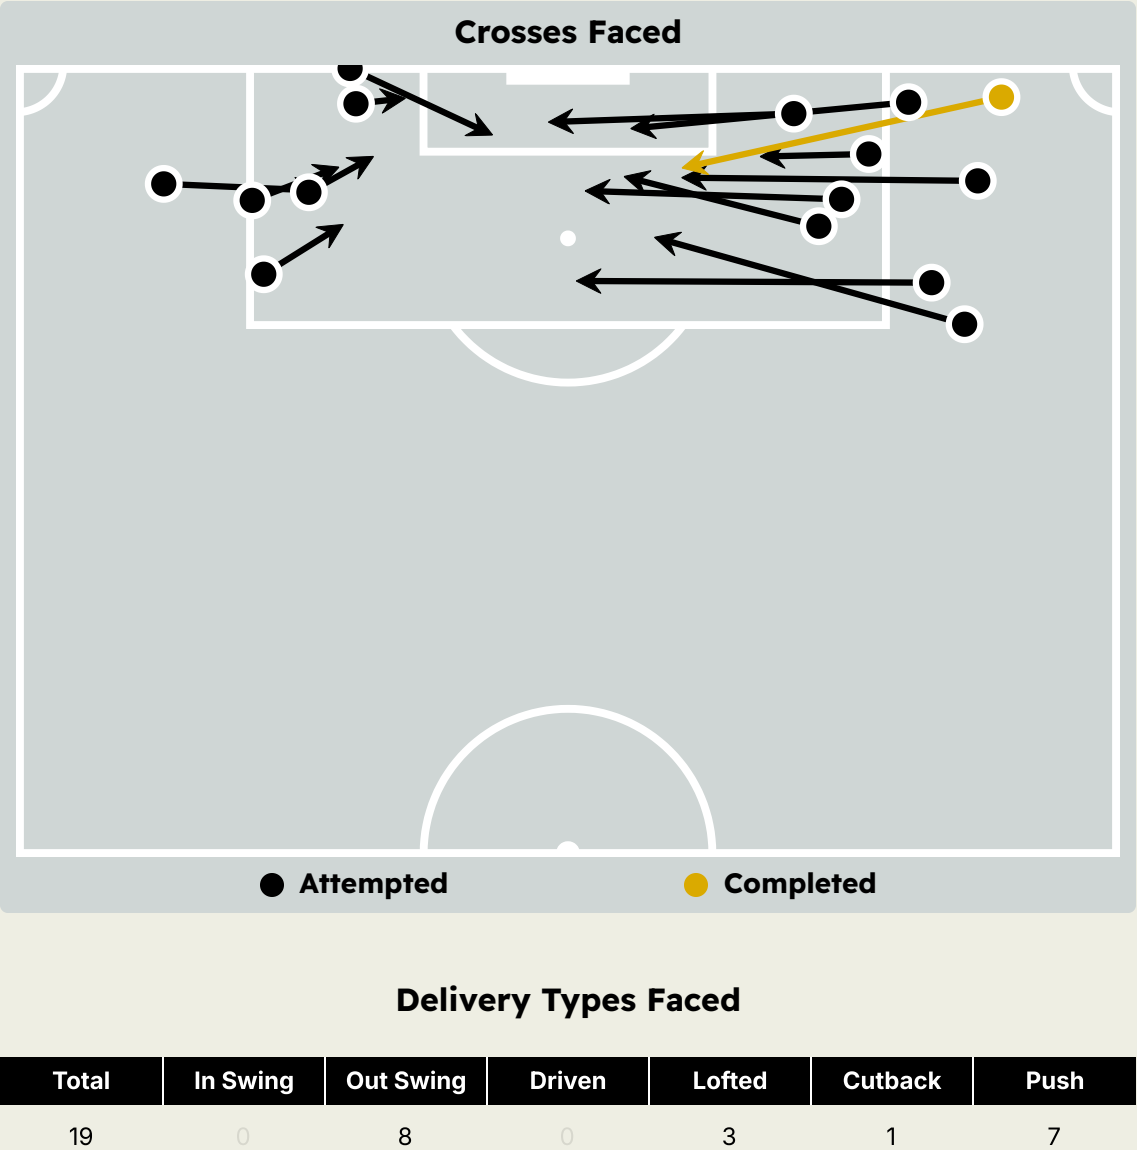 Crosses Faced
Attempted Completed
Delivery Types Faced
Total In Swing Out Swing Driven Lofted Cutback Push
19 0 8 0 3 1 7